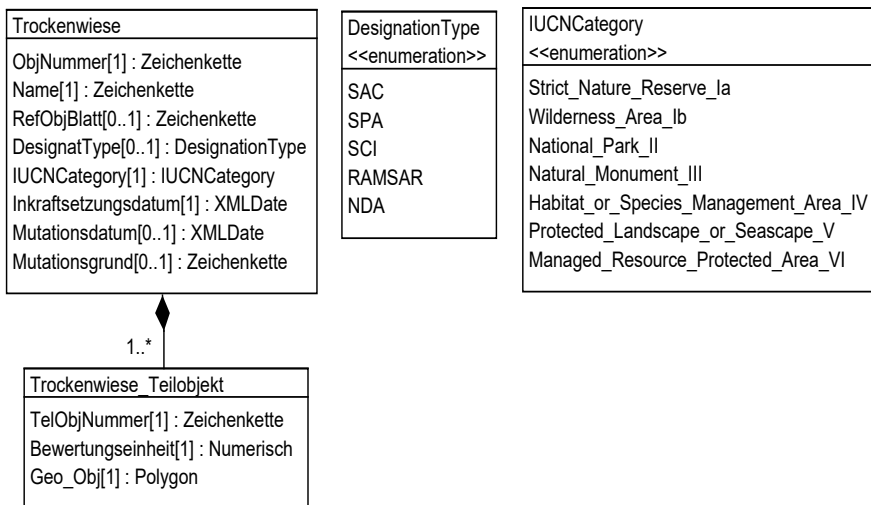 Trockenwiese
ObjNummer[1] : Zeichenkette
Name[1] : Zeichenkette
RefObjBlatt[0..1] : Zeichenkette
DesignatType[0..1] : DesignationType
IUCNCategory[1] : IUCNCategory
Inkraftsetzungsdatum[1] : XMLDate
Mutationsdatum[0..1] : XMLDate
Mutationsgrund[0..1] : Zeichenkette
1..*
Trockenwiese_Teilobjekt
TelObjNummer[1] : Zeichenkette
Bewertungseinheit[1] : Numerisch
Geo_Obj[1] : Polygon
DesignationType
<<enumeration>>
SAC
SPA
SCI
RAMSAR
NDA
IUCNCategory
<<enumeration>>
Strict_Nature_Reserve_Ia
Wilderness_Area_Ib
National_Park_II
Natural_Monument_III
Habitat_or_Species_Management_Area_IV
Protected_Landscape_or_Seascape_V
Managed_Resource_Protected_Area_VI